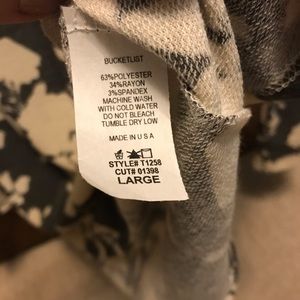 BUCKETLIST
63%POLYESTER
34%RAYON
3%SPANDEX
MACHINE WASH
WITH COLD WATER
DO NOT BLEACH
TUMBLE DRY LOW
MADE IN U S A
STYLE# T1258
CUT# 01398
LARGE